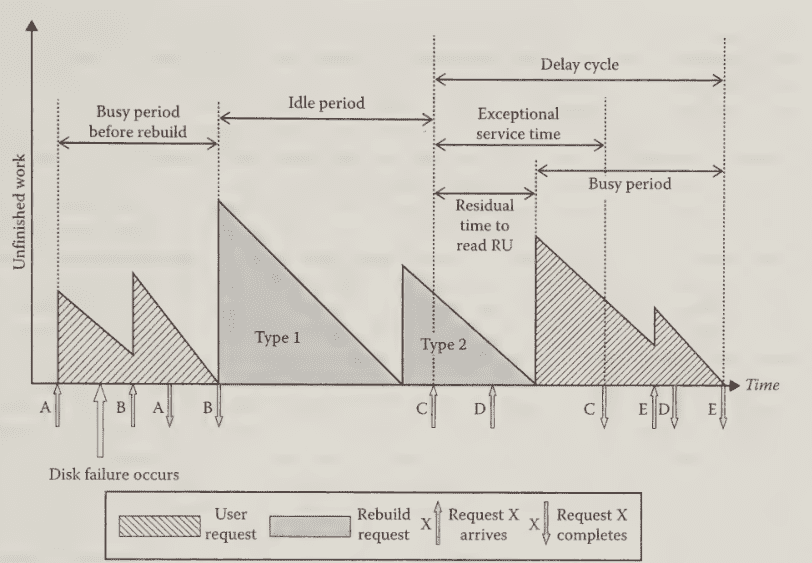 Delay cycle
Busy period
before rebuild
Idle period
Exceptional
service time
Busy period
Residual
time to
read RU
Unfinished work
Type 1
Type 2
Time
A
B
A
B
C
D
C
E
D
E
Disk failure occurs
User
request
Rebuild
request
X
Request X
arrives
X
Request X
completes